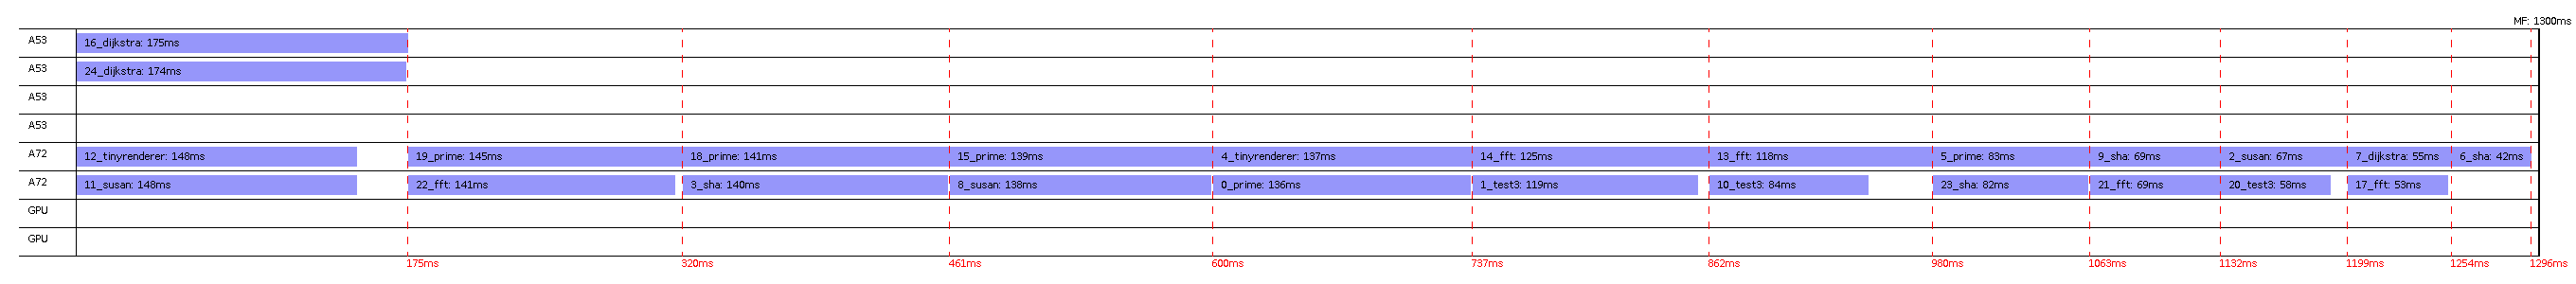 MF: 1300ms
A53 16_dijkstra: 175ms
A53 24_dijkstra: 174ms
A53
A53
A72 12_tinyrenderer: 148ms 19_prime: 145ms 18_prime: 141ms 15_prime: 139ms 4_tinyrenderer: 137ms 14_fft: 125ms 13_fft: 118ms 5_prime: 83ms 9_sha: 69ms 2_susan: 67ms 7_dijkstra: 55ms 6_sha: 42ms
A72 11_susan: 148ms 22_fft: 141ms 3_sha: 140ms 8_susan: 138ms 0_prime: 136ms 1_test3: 119ms 10_test3: 84ms 23_sha: 82ms 21_fft: 69ms 20_test3: 58ms 17_fft: 53ms
GPU
GPU
175ms 320ms 461ms 600ms 737ms 862ms 980ms 1063ms 1132ms 1199ms 1254ms 1296ms